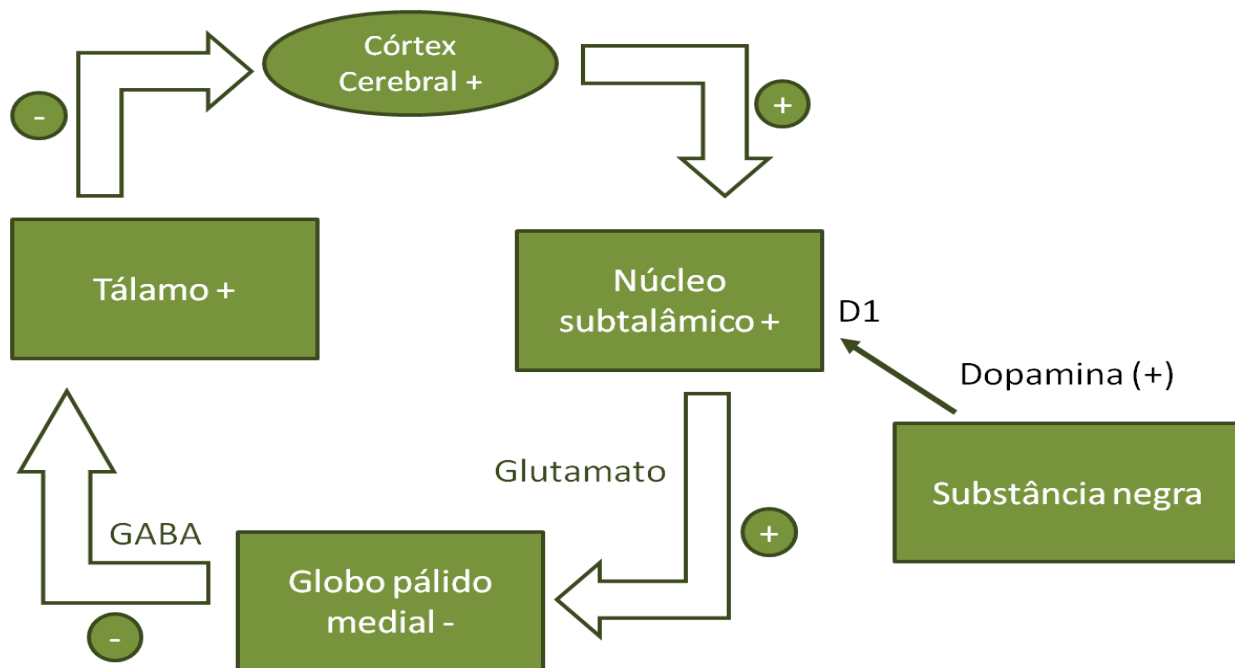 Córtex
Cerebral +
-
+
Tálamo +
Núcleo
subtalâmico +
D1
Dopamina (+)
Substância negra
Glutamato
+
GABA
-
Globo pálido
medial -